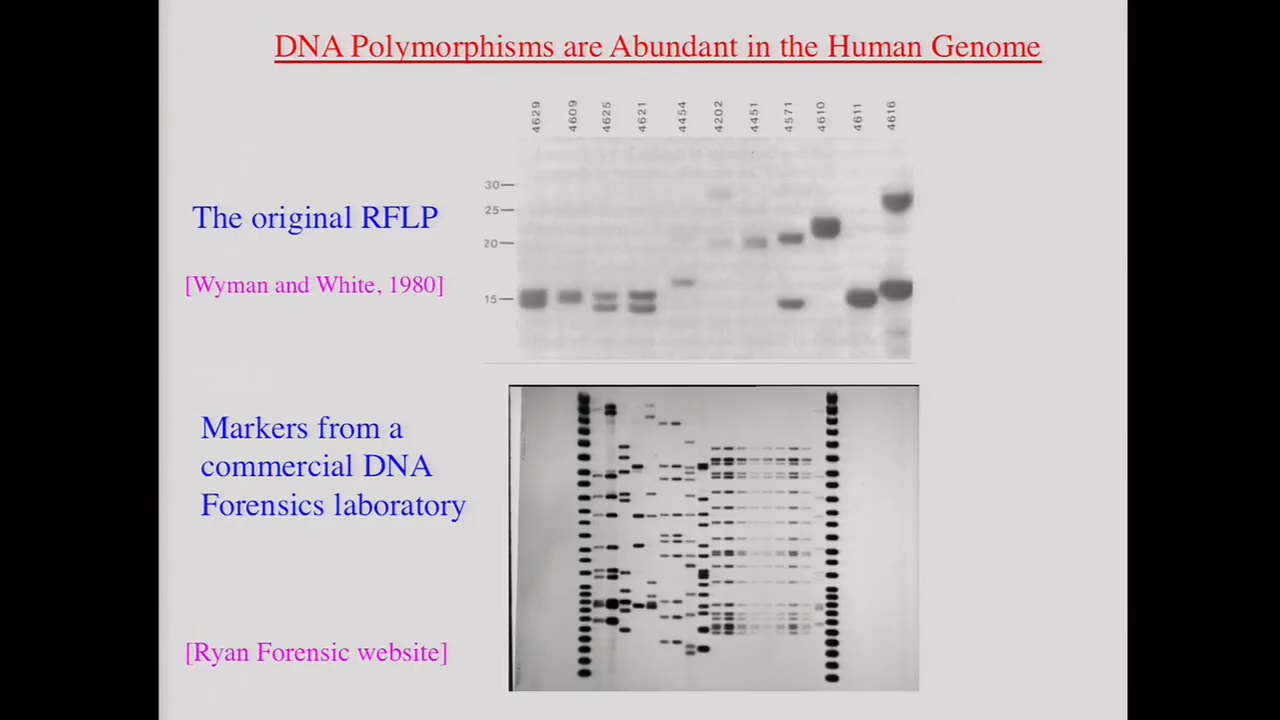 DNA Polymorphisms are Abundant in the Human Genome
4629 4609 4625 4621 4454 4202 4451 4571 4610 4611 4616
The original RFLP
[Wyman and White, 1980]
30
25
20
15
Markers from a
commercial DNA
Forensics laboratory
[Ryan Forensic website]